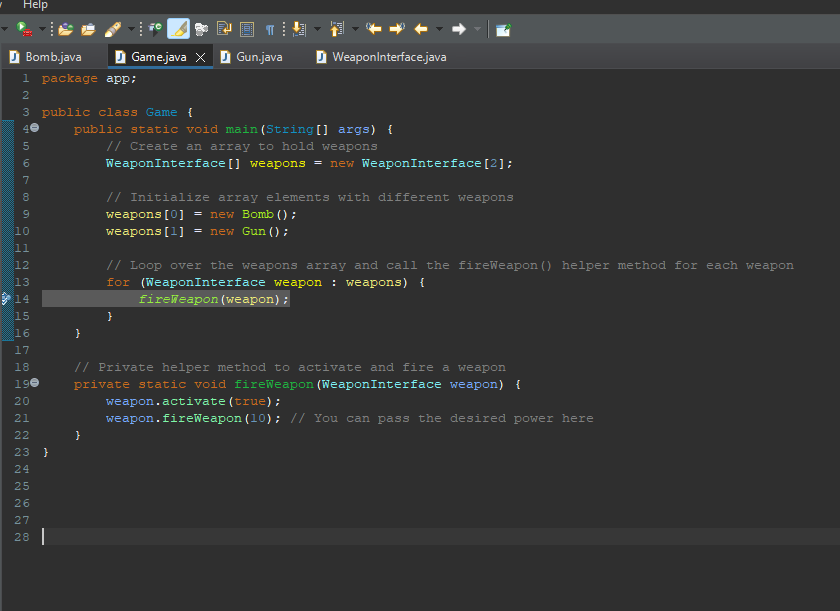 Help
Bomb.java
Game.java
Gun.java
WeaponInterface.java
1 package app;
2
3 public class Game {
4 public static void main(String[] args) {
5 // Create an array to hold weapons
6 WeaponInterface[] weapons = new WeaponInterface[2];
7
8 // Initialize array elements with different weapons
9 weapons[0] = new Bomb();
10 weapons[1] = new Gun();
11
12 // Loop over the weapons array and call the fireWeapon() helper method for each weapon
13 for (WeaponInterface weapon : weapons) {
14 fireWeapon(weapon);
15 }
16 }
17
18 // Private helper method to activate and fire a weapon
19 private static void fireWeapon(WeaponInterface weapon) {
20 weapon.activate(true);
21 weapon.fireWeapon(10); // You can pass the desired power here
22 }
23 }
24
25
26
27
28